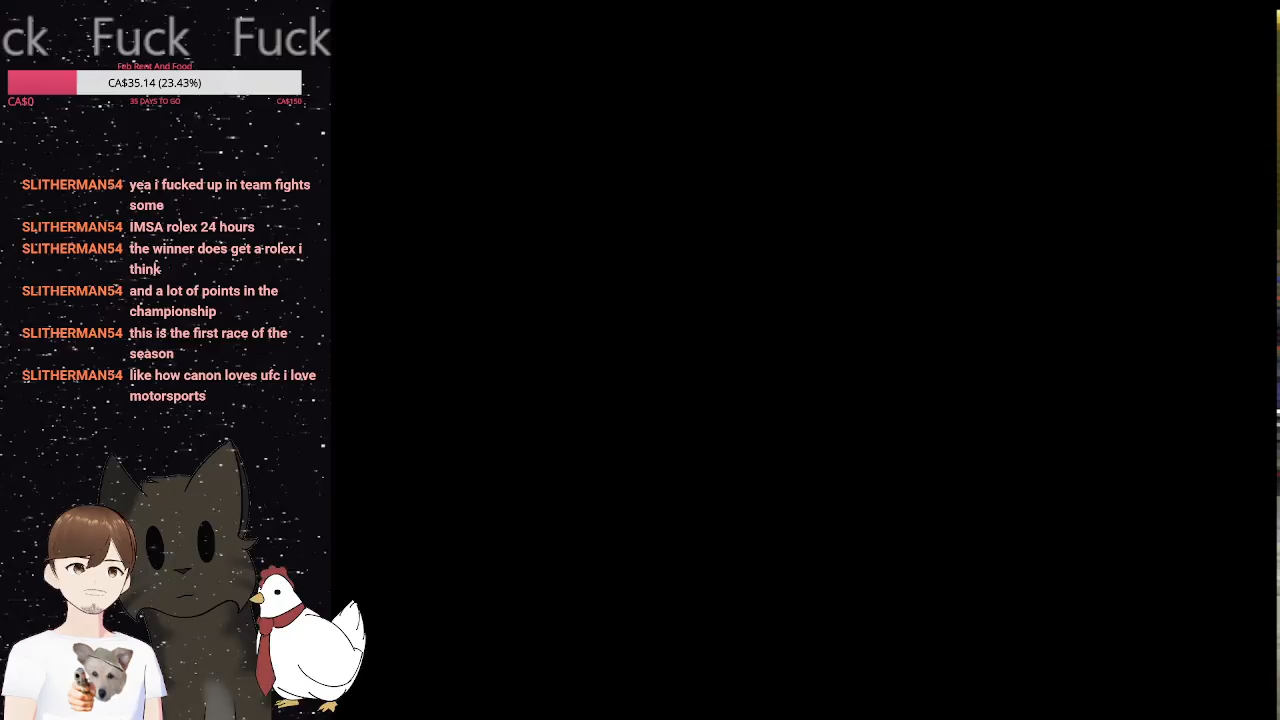 ck Fuck Fuck
Feb Rent And Food
CA$35.14 (23.43%)
CA$0 35 DAYS TO GO CA$150
SLITHERMAN54 yea i fucked up in team fights
some
SLITHERMAN54 IMSA rolex 24 hours
SLITHERMAN54 the winner does get a rolex i
think
SLITHERMAN54 and a lot of points in the
championship
SLITHERMAN54 this is the first race of the
season
SLITHERMAN54 like how canon loves ufc i love
motorsports